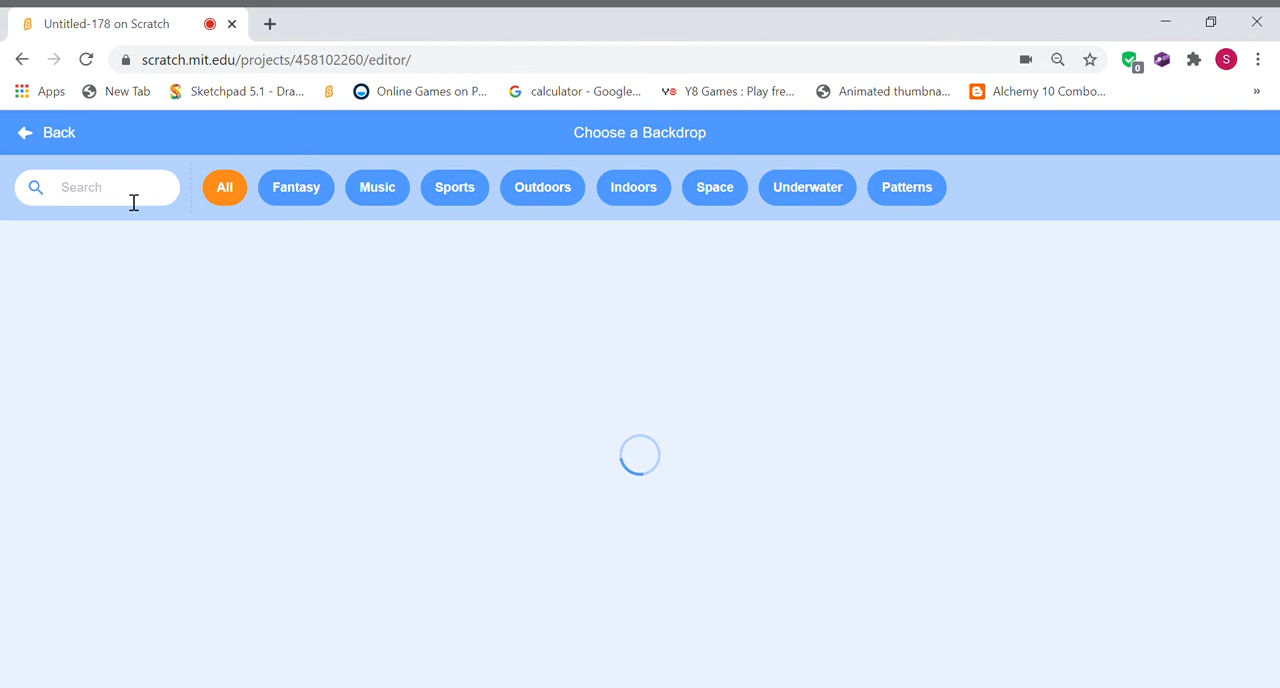 Untitled-178 on Scratch
scratch.mit.edu/projects/458102260/editor/
0
S
Apps New Tab Sketchpad 5.1 - Dra... Online Games on P... calculator - Google... Y8 Games : Play fre... Animated thumbna... Alchemy 10 Combo... »
Back Choose a Backdrop
Search All Fantasy Music Sports Outdoors Indoors Space Underwater Patterns